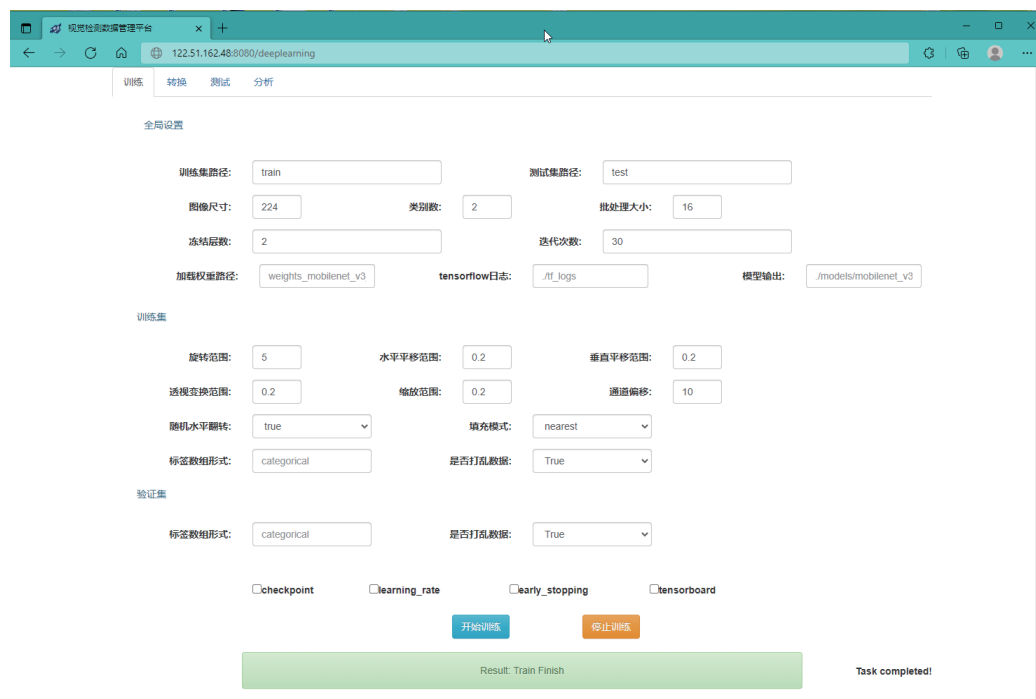 视觉检测数据管理平台
122.51.162.48:8080/deeplearning
训练 转换 测试 分析
全局设置
训练集路径: train 测试集路径: test
图像尺寸: 224 类别数: 2 批处理大小: 16
冻结层数: 2 迭代次数: 30
加载权重路径: weights_mobilenet_v3 tensorflow日志: ./tf_logs 模型输出: ./models/mobilenet_v3
训练集
旋转范围: 5 水平平移范围: 0.2 垂直平移范围: 0.2
透视变换范围: 0.2 缩放范围: 0.2 通道偏移: 10
随机水平翻转: true 填充模式: nearest
标签数组形式: categorical 是否打乱数据: True
验证集
标签数组形式: categorical 是否打乱数据: True
checkpoint learning_rate early_stopping tensorboard
开始训练 停止训练
Result: Train Finish Task completed!